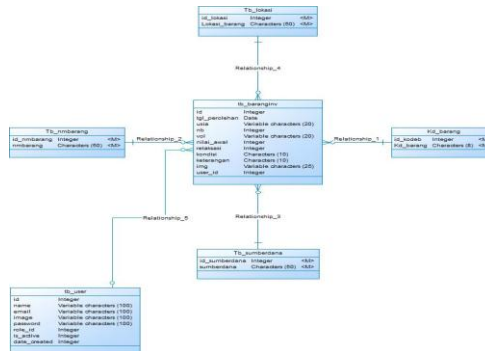 Tb_lokasi
id_lokasi Integer <M>
Lokasi_barang Characters (50) <M>
Relationship_4
tb_baranginv
id Integer
tgl_perolehan Date
usia Variable characters (20)
nb Integer
vol Variable characters (20)
nilai_awal Integer
relaksasi Integer
kondisi Characters (10)
keterangan Characters (10)
img Variable characters (25)
user_id Integer
Tb_nmbarang
id_nmbarang Integer <M>
nmbarang Characters (50) <M>
Relationship_2
Relationship_1
Kd_barang
id_kodeb Integer
Kd_barang Characters (8) <M>
Relationship_5
Relationship_3
Tb_sumberdana
id_sumberdana Integer <M>
sumberdana Characters (50) <M>
tb_user
id Integer
name Variable characters (100)
email Variable characters (100)
image Variable characters (100)
password Variable characters (100)
role_id Integer
is_active Integer
date_created Integer